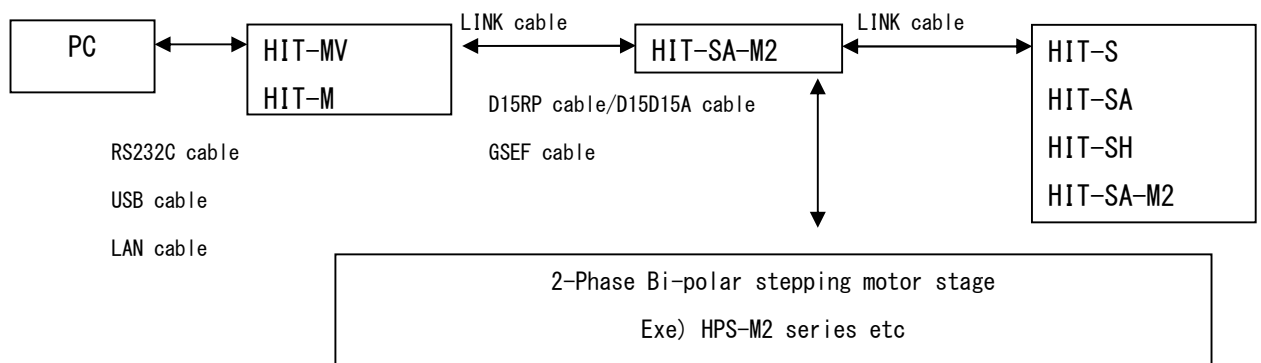 LINK cable
LINK cable
PC
HIT-MV
HIT-M
HIT-SA-M2
HIT-S
HIT-SA
HIT-SH
HIT-SA-M2
D15RP cable/D15D15A cable
GSEF cable
RS232C cable
USB cable
LAN cable
2-Phase Bi-polar stepping motor stage
Exe) HPS-M2 series etc